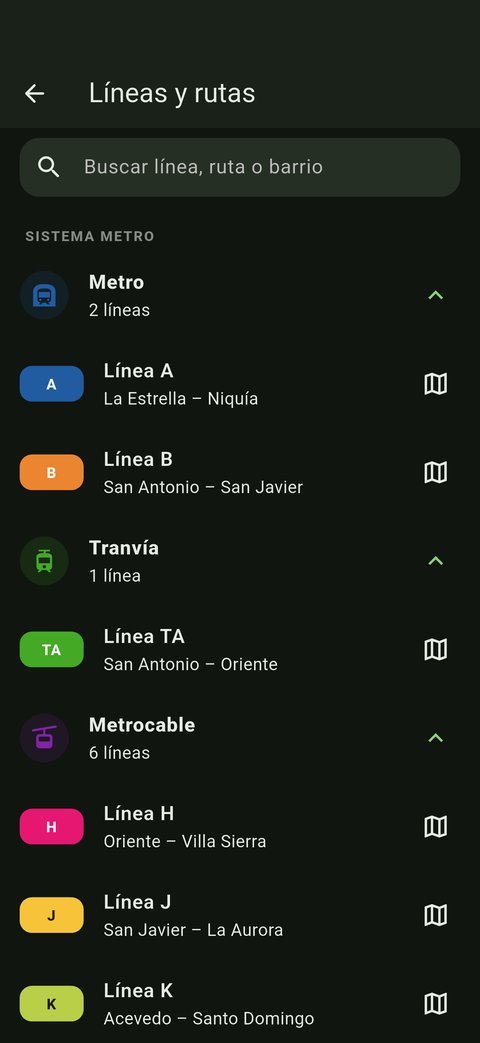 Líneas y rutas
Buscar línea, ruta o barrio
SISTEMA METRO
Metro
2 líneas
A
Línea A
La Estrella – Niquía
B
Línea B
San Antonio – San Javier
Tranvía
1 línea
TA
Línea TA
San Antonio – Oriente
Metrocable
6 líneas
H
Línea H
Oriente – Villa Sierra
J
Línea J
San Javier – La Aurora
K
Línea K
Acevedo – Santo Domingo